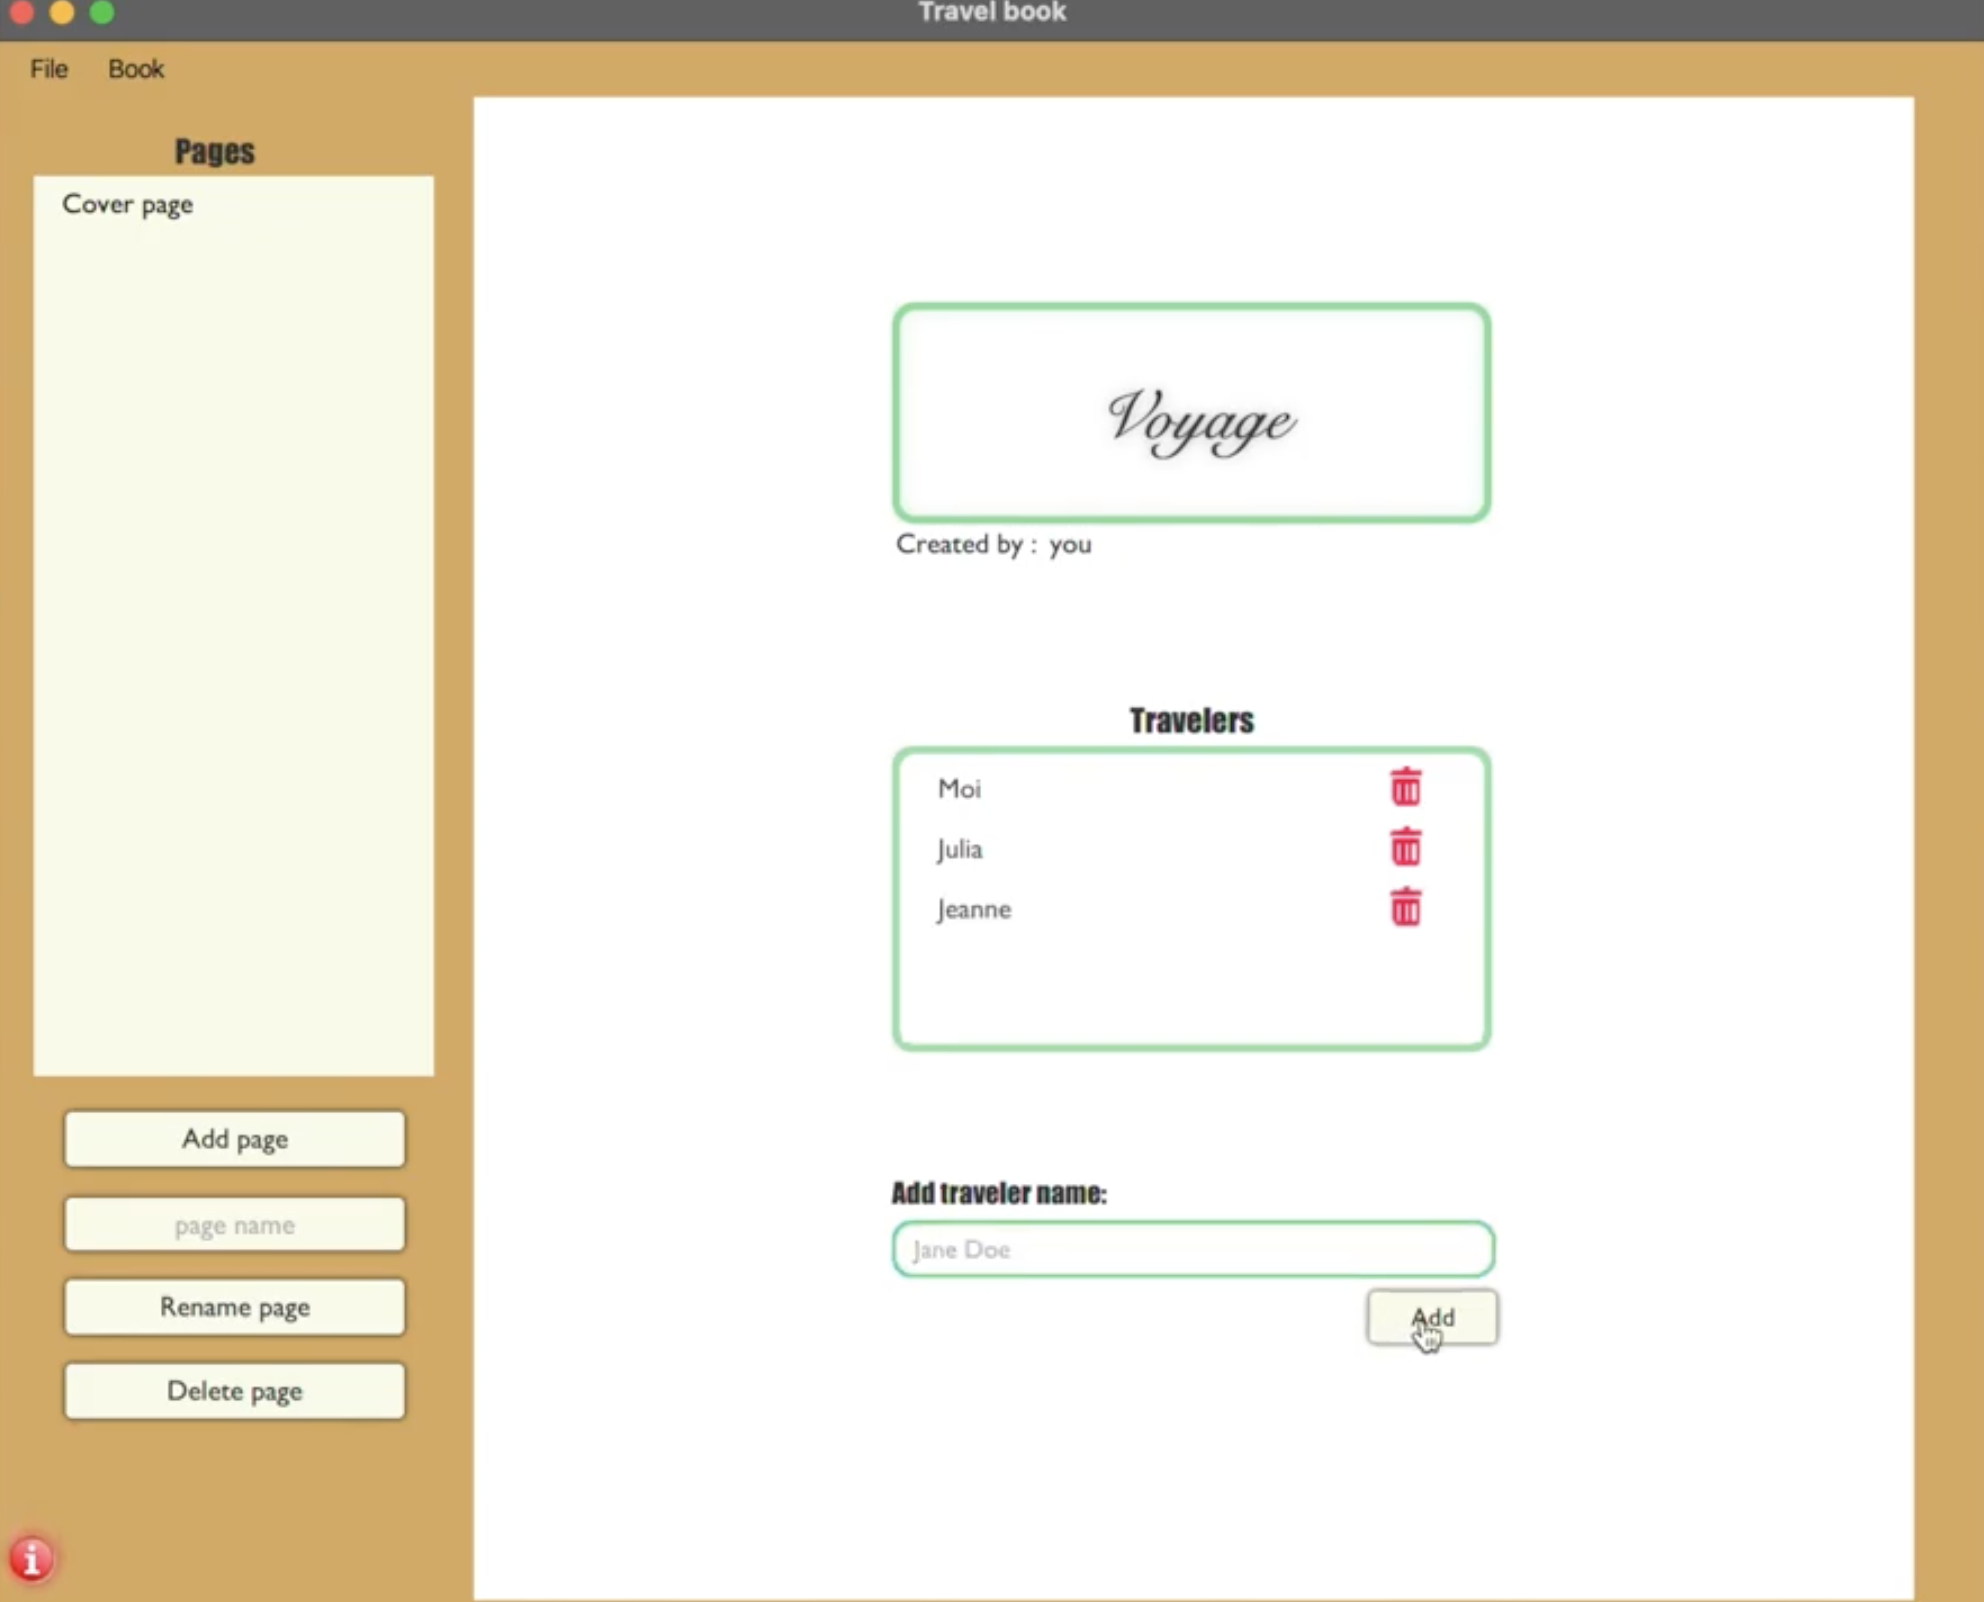 Travel book
File Book
Pages
Cover page
Voyage
Created by : you
Travelers
Moi
Julia
Jeanne
Add page
page name
Rename page
Delete page
Add traveler name:
Jane Doe
Add
i